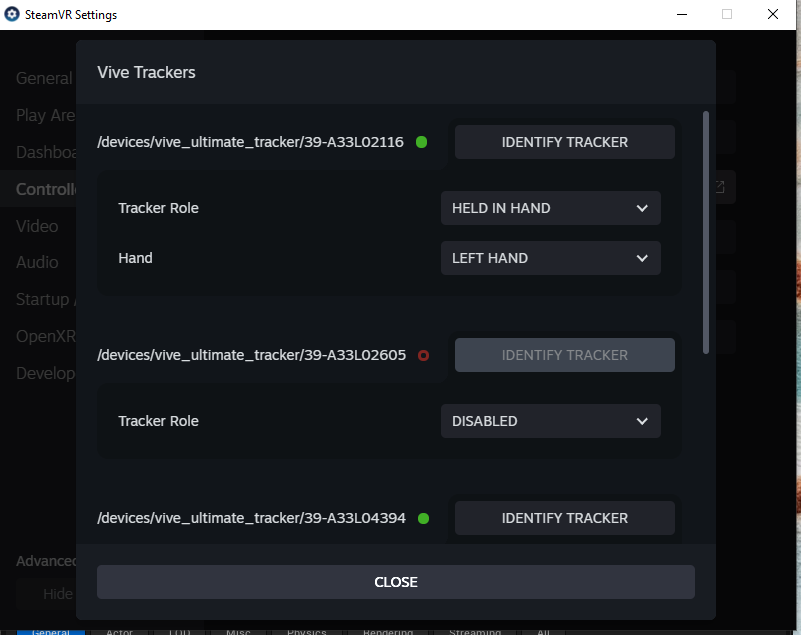 SteamVR Settings
Vive Trackers
General
Play Are
/devices/vive_ultimate_tracker/39-A33L02116 IDENTIFY TRACKER
Dashboa
Controll
Tracker Role HELD IN HAND
Video
Hand LEFT HAND
Audio
Startup /
OpenXR
/devices/vive_ultimate_tracker/39-A33L02605 IDENTIFY TRACKER
Develop
Tracker Role DISABLED
/devices/vive_ultimate_tracker/39-A33L04394 IDENTIFY TRACKER
Advanced
CLOSE
Hide
General Actor LOD Misc Physics Rendering Streaming All